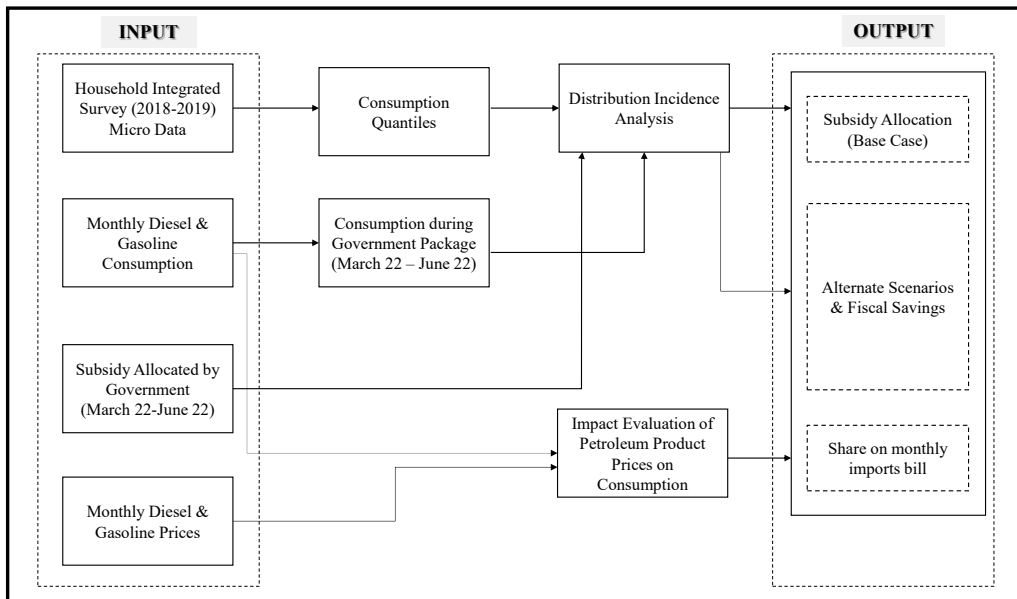 INPUT
OUTPUT
Household Integrated
Survey (2018-2019)
Micro Data
Consumption
Quantiles
Distribution Incidence
Analysis
Subsidy Allocation
(Base Case)
Monthly Diesel &
Gasoline
Consumption
Consumption during
Government Package
(March 22 – June 22)
Alternate Scenarios
& Fiscal Savings
Subsidy Allocated by
Government
(March 22-June 22)
Impact Evaluation of
Petroleum Product
Prices on
Consumption
Share on monthly
imports bill
Monthly Diesel &
Gasoline Prices